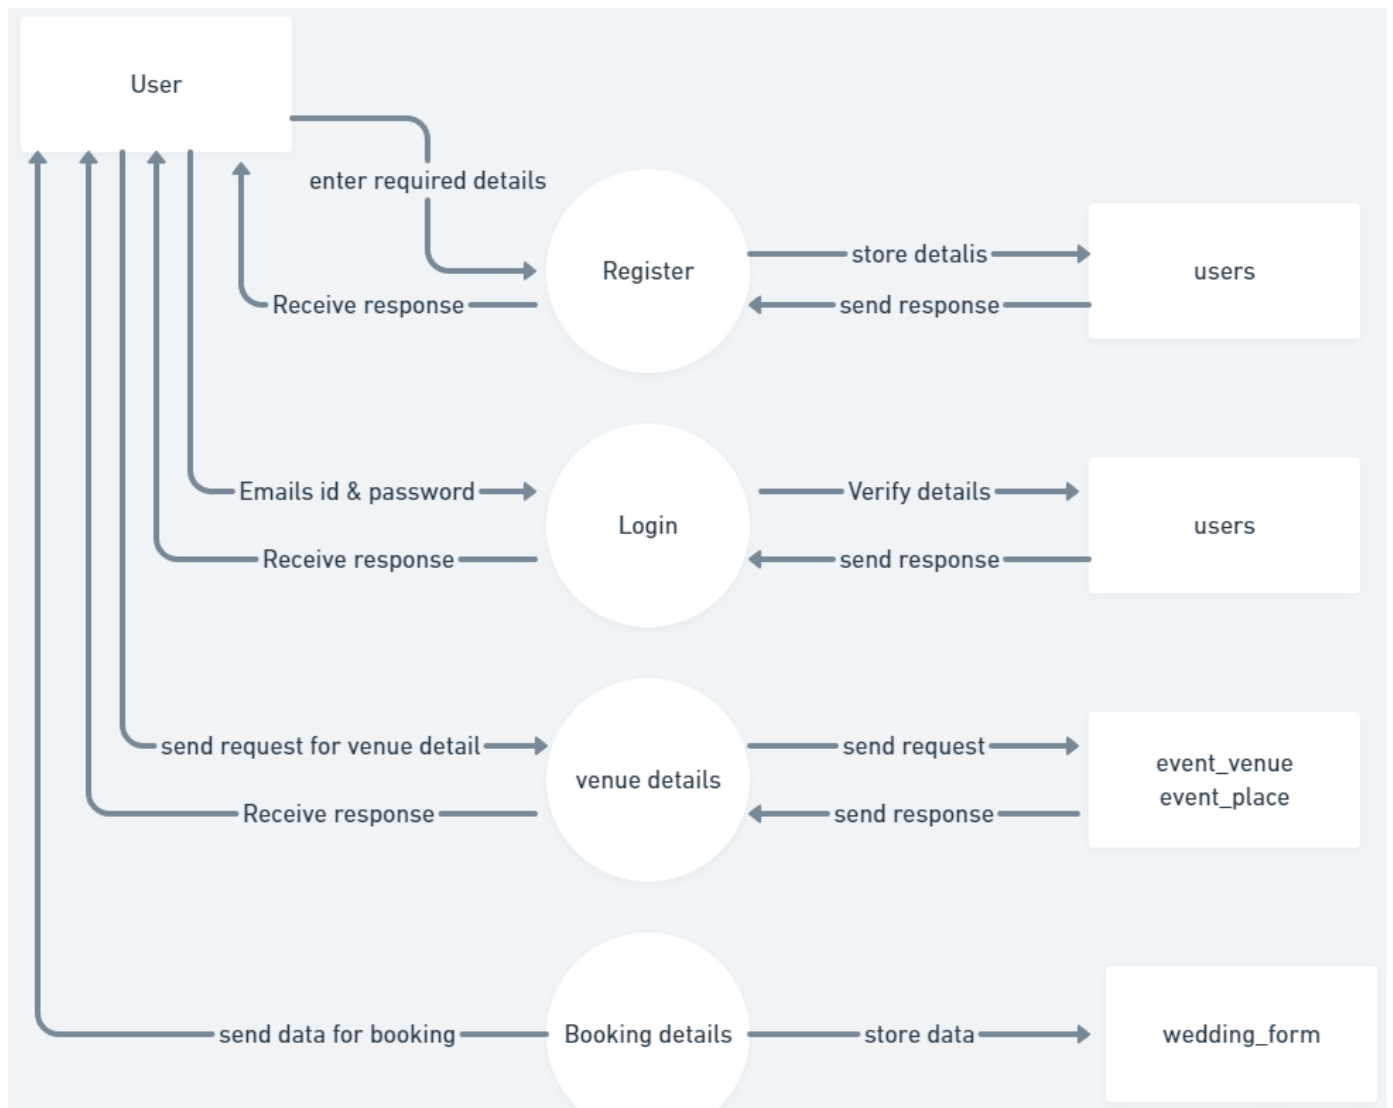 User
enter required details
Register
store detalis
users
Receive response
send response
Emails id & password
Login
Verify details
users
Receive response
send response
send request for venue detail
venue details
send request
event_venue
event_place
Receive response
send response
send data for booking
Booking details
store data
wedding_form